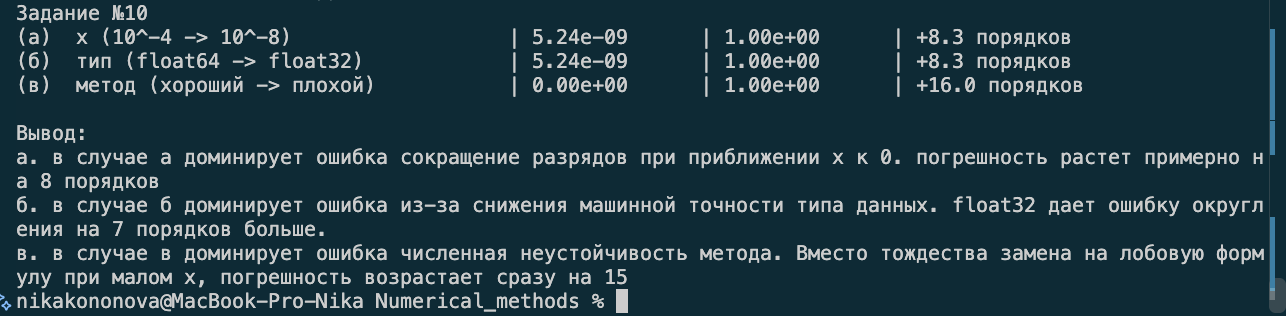 Задание №10
(а) x (10^-4 -> 10^-8) | 5.24e-09 | 1.00e+00 | +8.3 порядков
(б) тип (float64 -> float32) | 5.24e-09 | 1.00e+00 | +8.3 порядков
(в) метод (хороший -> плохой) | 0.00e+00 | 1.00e+00 | +16.0 порядков
Вывод:
а. в случае а доминирует ошибка сокращение разрядов при приближении x к 0. погрешность растет примерно н
а 8 порядков
б. в случае б доминирует ошибка из-за снижения машинной точности типа данных. float32 дает ошибку округл
ения на 7 порядков больше.
в. в случае в доминирует ошибка численная неустойчивость метода. Вместо тождества замена на лобовую форм
улу при малом x, погрешность возрастает сразу на 15
nikakononova@MacBook-Pro-Nika Numerical_methods %